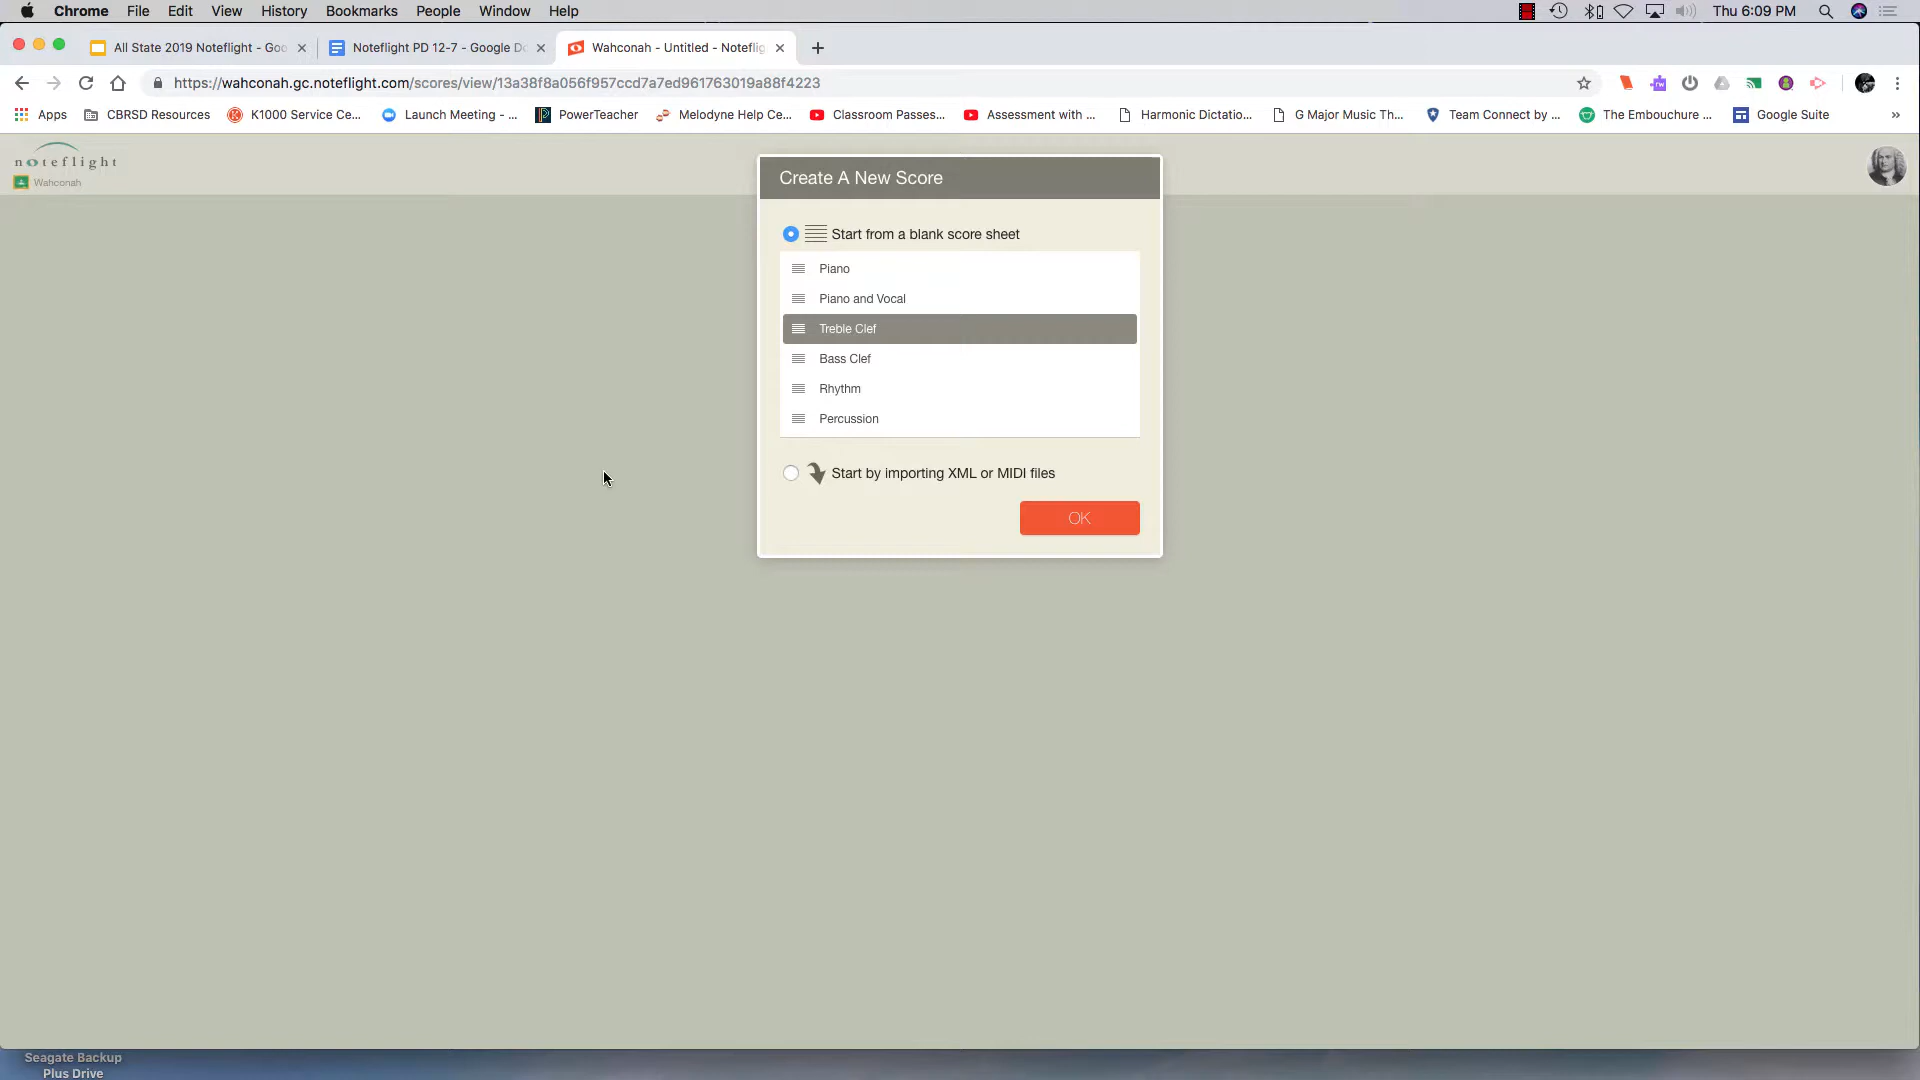 Chrome File Edit View History Bookmarks People Window Help Thu 6:09 PM
All State 2019 Noteflight - Goo Noteflight PD 12-7 - Google Do Wahconah - Untitled - Noteflig
https://wahconah.gc.noteflight.com/scores/view/13a38f8a056f957ccd7a7ed961763019a88f4223
Apps CBRSD Resources K1000 Service Ce... Launch Meeting - ... PowerTeacher Melodyne Help Ce... Classroom Passes... Assessment with ... Harmonic Dictatio... G Major Music Th... Team Connect by ... The Embouchure ... Google Suite »
noteflight
Wahconah
Create A New Score
Start from a blank score sheet
Piano
Piano and Vocal
Treble Clef
Bass Clef
Rhythm
Percussion
Start by importing XML or MIDI files
OK
Seagate Backup
Plus Drive